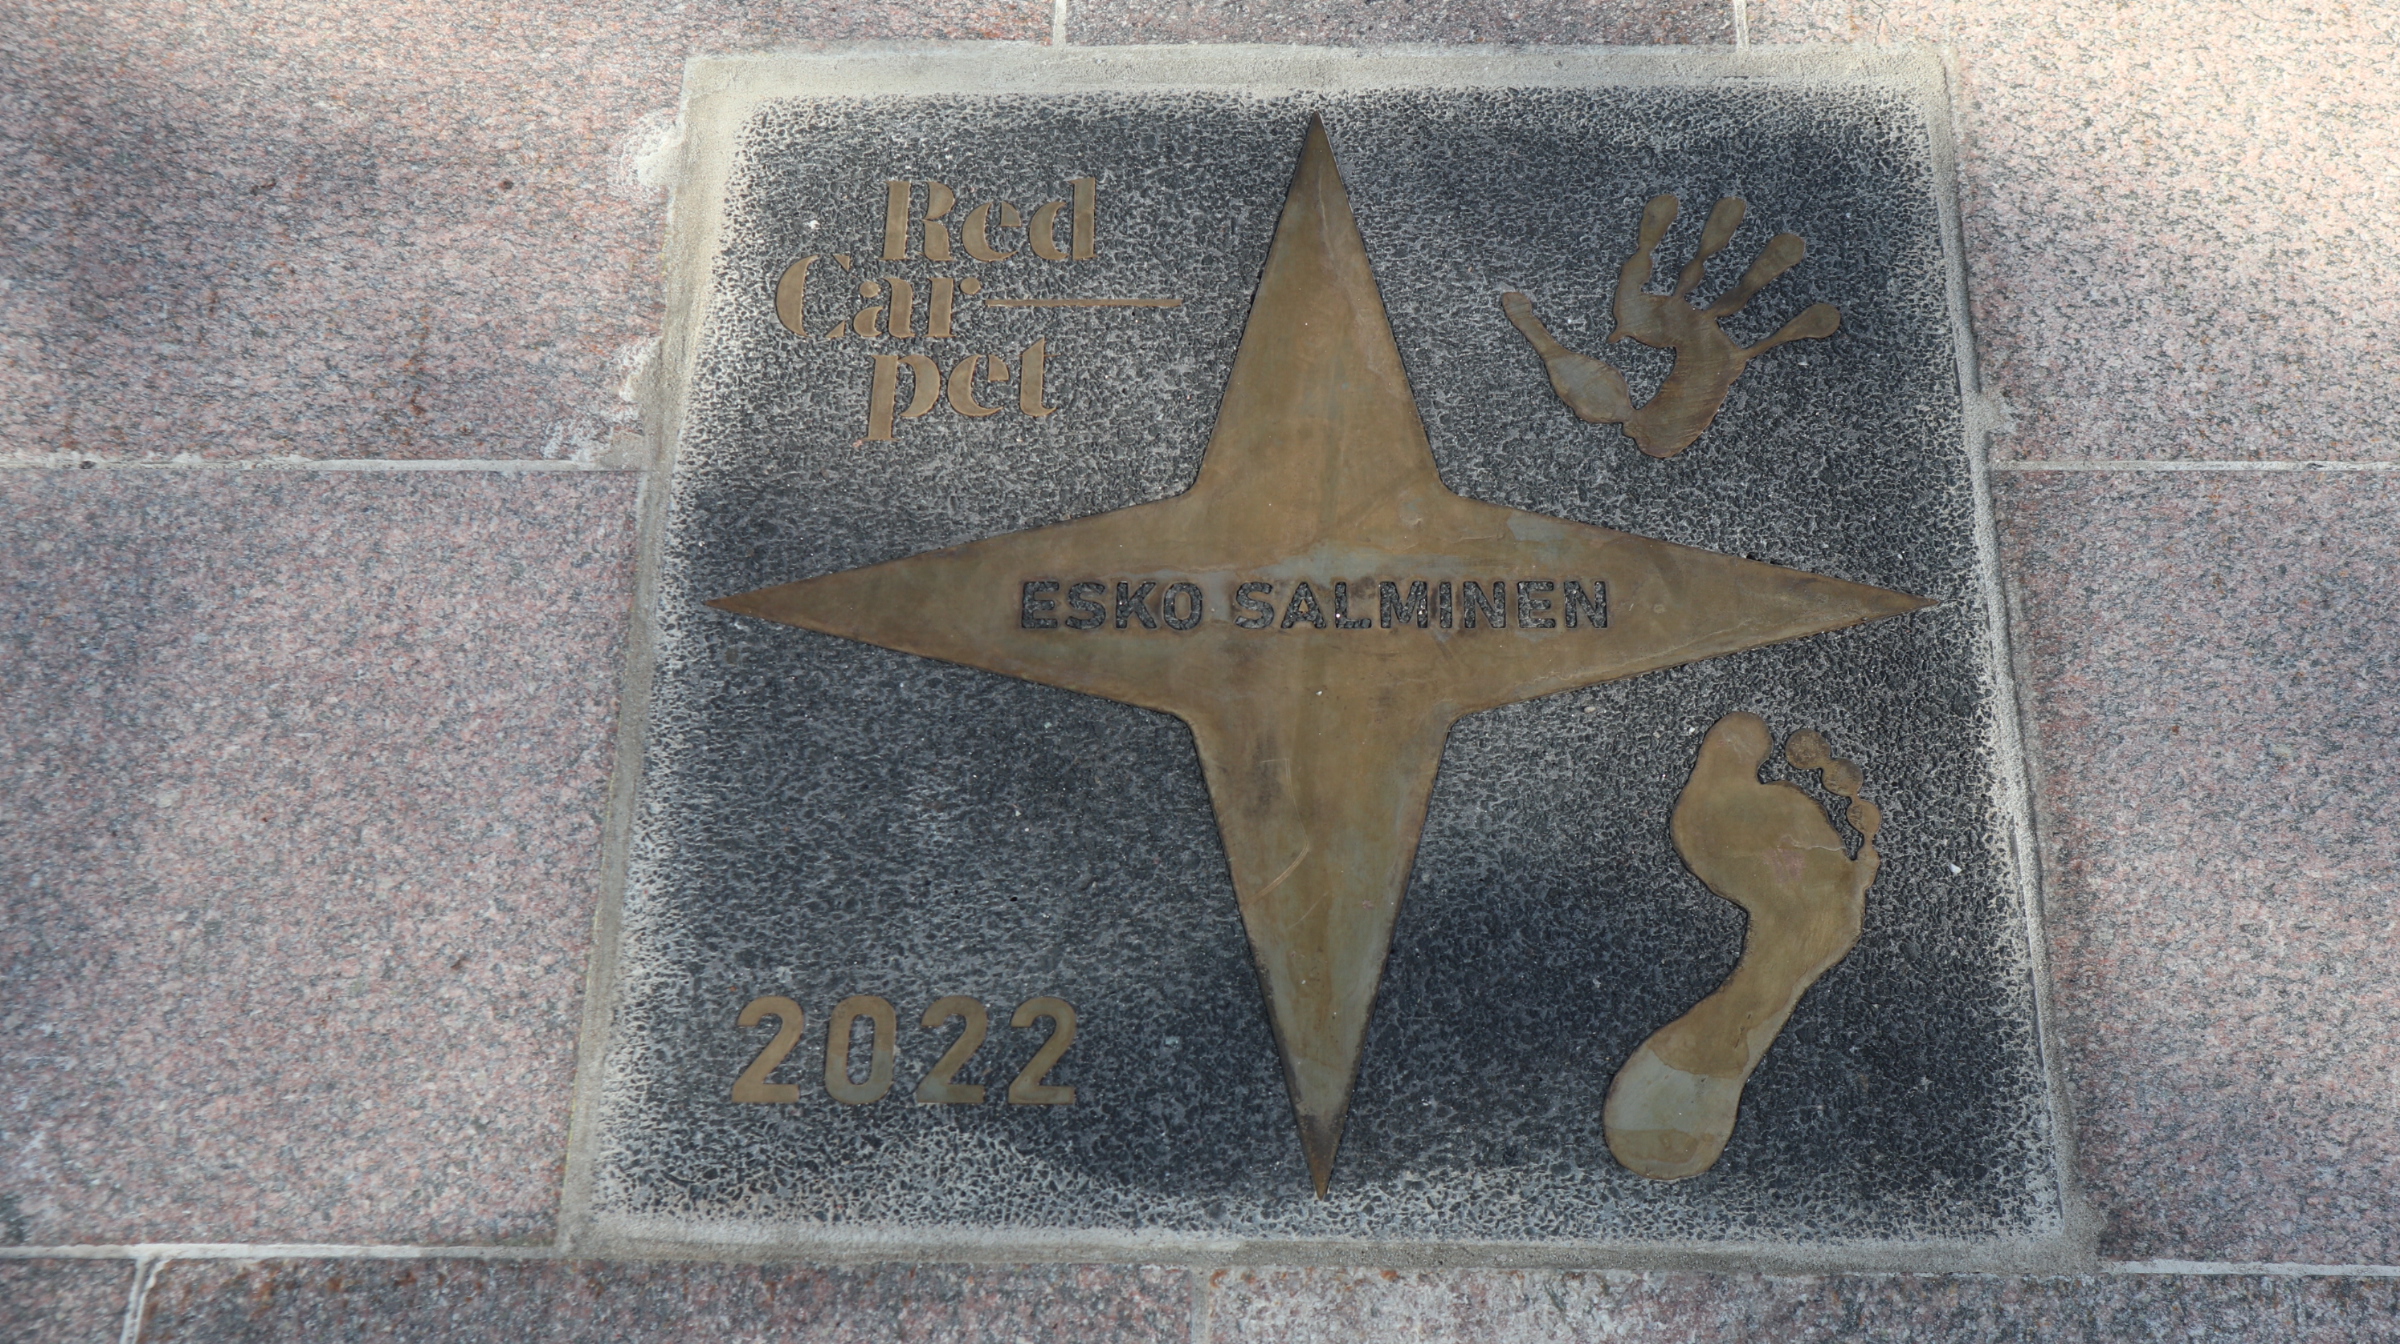 Red
Car—
pet
ESKO SALMINEN
2022